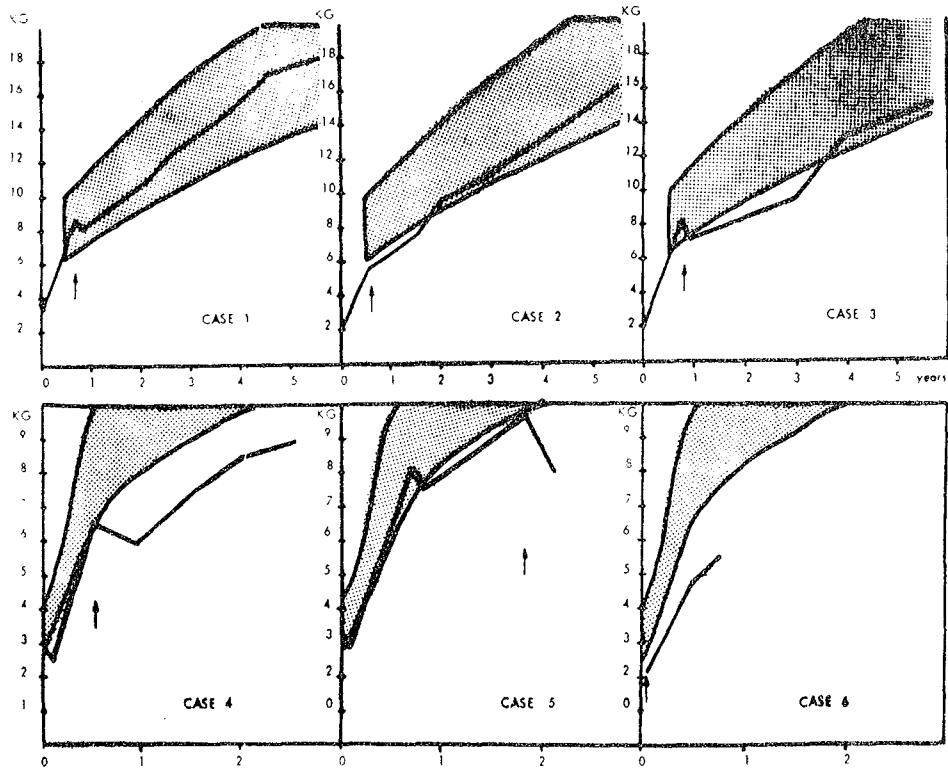 KG KG KG
18 18 18
16 16 16
14 14 14
12 12 12
10 10 10
8 8 8
6 6 6
4 4 4
2 2 2
CASE 1 CASE 2 CASE 3
0 1 2 3 4 5 0 1 2 3 4 5 0 1 2 3 4 5 years
KG KG KG
9 9 9
8 8 8
7 7 7
6 6 6
5 5 5
4 4 4
3 3 3
2 2 2
1 0 0
CASE 4 CASE 5 CASE 6
0 1 2 0 1 2 0 1 2